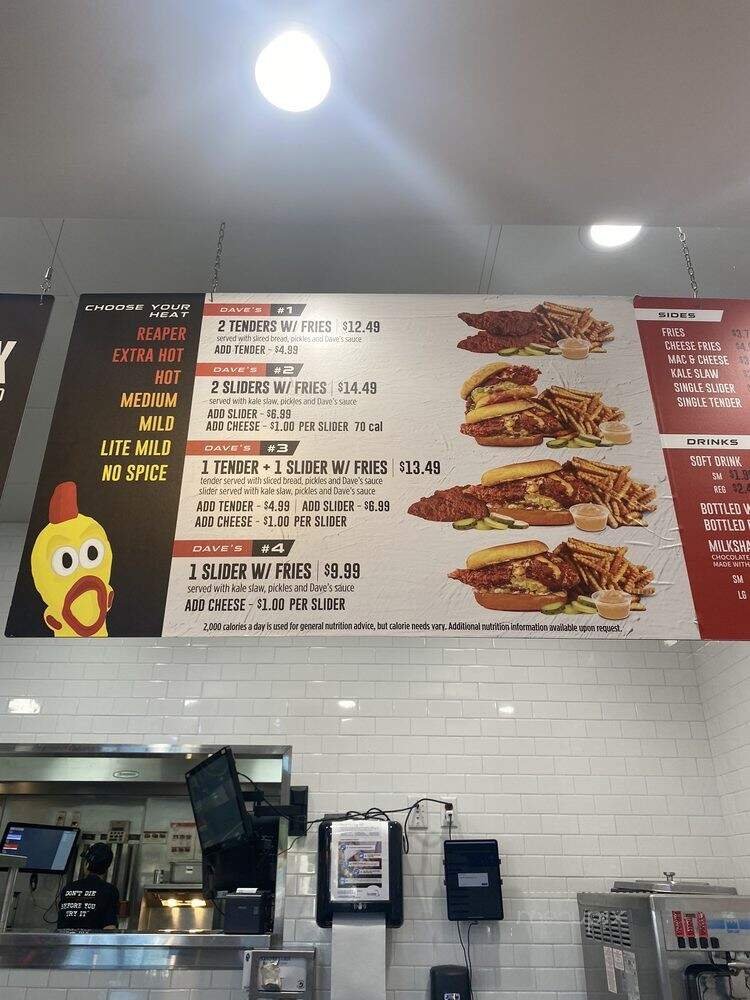 CHOOSE YOUR
HEAT
REAPER
EXTRA HOT
HOT
MEDIUM
MILD
LITE MILD
NO SPICE
DAVE'S #1
2 TENDERS W/ FRIES | $12.49
served with sliced bread, pickles and Dave's sauce
ADD TENDER - $4.99
DAVE'S #2
2 SLIDERS W/ FRIES | $14.49
served with kale slaw, pickles and Dave's sauce
ADD SLIDER - $6.99
ADD CHEESE - $1.00 PER SLIDER 70 cal
DAVE'S #3
1 TENDER + 1 SLIDER W/ FRIES | $13.49
tender served with sliced bread, pickles and Dave's sauce
slider served with kale slaw, pickles and Dave's sauce
ADD TENDER - $4.99 | ADD SLIDER - $6.99
ADD CHEESE - $1.00 PER SLIDER
DAVE'S #4
1 SLIDER W/ FRIES | $9.99
served with kale slaw, pickles and Dave's sauce
ADD CHEESE - $1.00 PER SLIDER
2,000 calories a day is used for general nutrition advice, but calorie needs vary. Additional nutrition information available upon request.
SIDES
FRIES
CHEESE FRIES
MAC & CHEESE
KALE SLAW
SINGLE SLIDER
SINGLE TENDER
DRINKS
SOFT DRINK
SM
REG
BOTTLED
BOTTLED
MILKSHA
CHOCOLATE
MADE WITH
SM
LG
DON'T DIE
BEFORE YOU
TRY IT